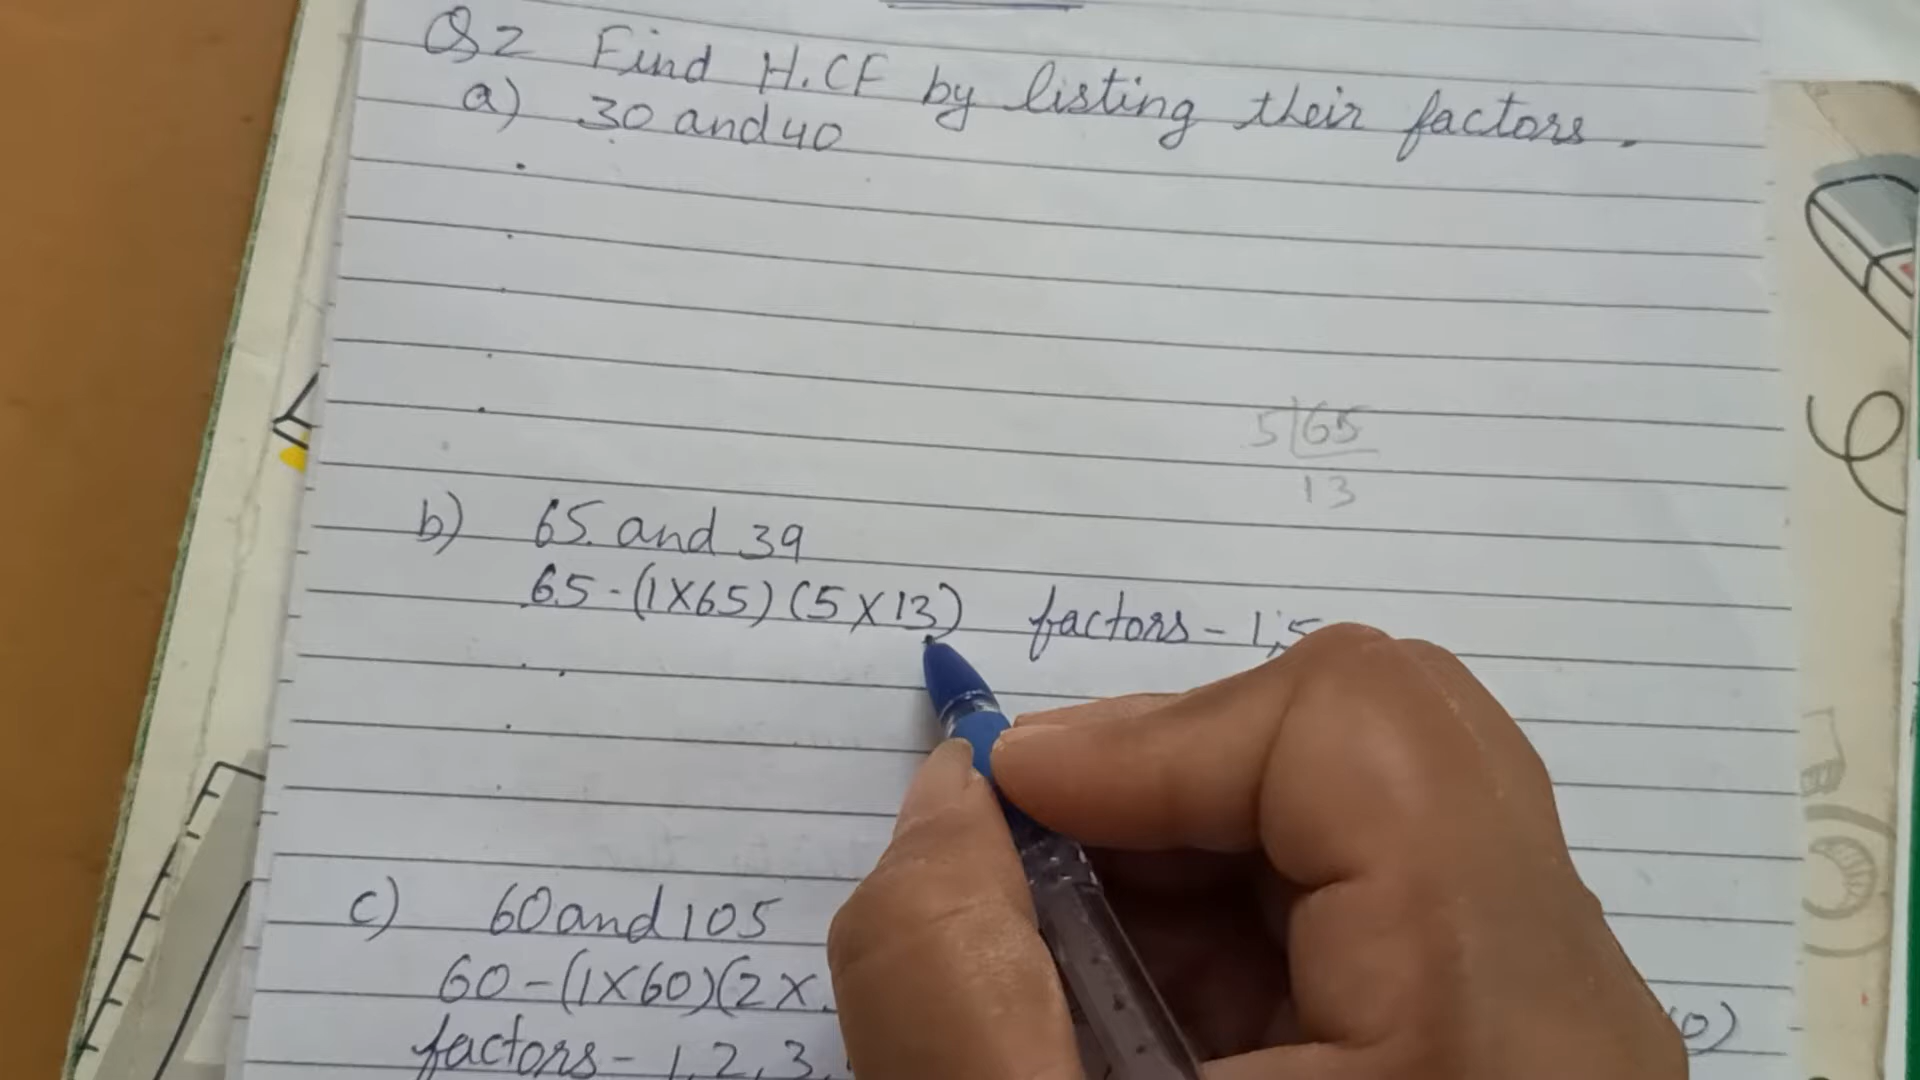 Q2 Find H.CF by listing their factors.
a) 30 and 40
5 65
13
b) 65 and 39
65-(1X65) (5X13) factors - 1,5
c) 60 and 105
60-(1X60)(2X
factors - 1, 2, 3,